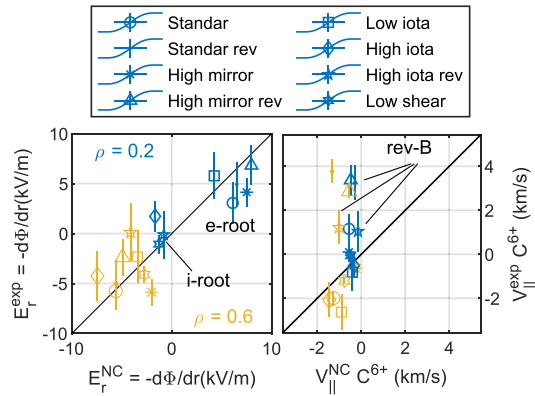 Standar
Standar rev
High mirror
High mirror rev
Low iota
High iota
High iota rev
Low shear
10
5
0
-5
-10
-10
0
10
ρ = 0.2
e-root
i-root
ρ = 0.6
E_r^exp = -dΦ/dr(kV/m)
E_r^NC = -dΦ/dr(kV/m)
rev-B
4
2
0
-2
-2
0
2
4
V_||^exp C^6+ (km/s)
V_||^NC C^6+ (km/s)